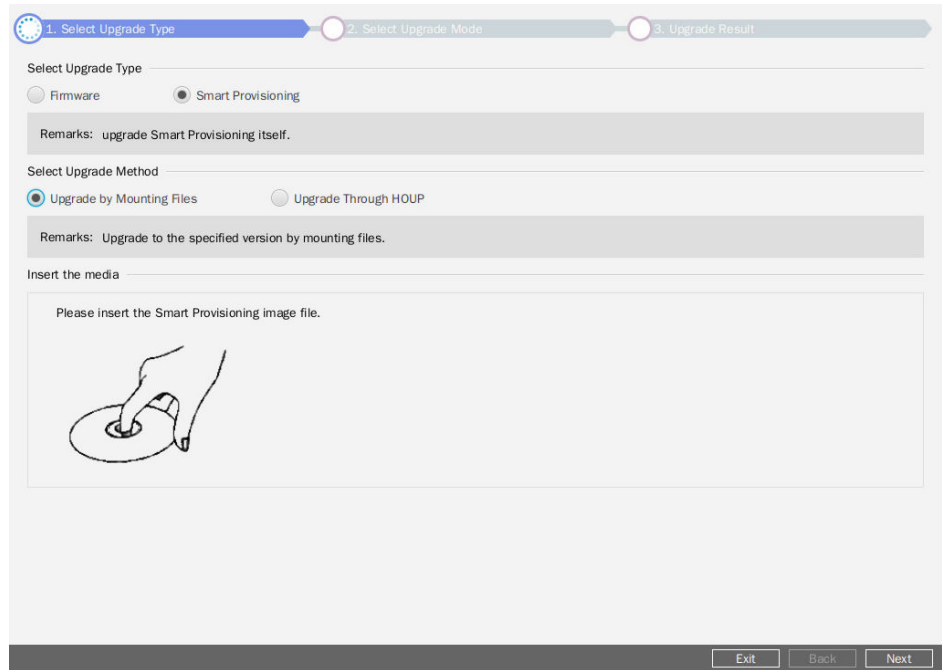 1. Select Upgrade Type 2. Select Upgrade Mode 3. Upgrade Result
Select Upgrade Type
Firmware Smart Provisioning
Remarks: upgrade Smart Provisioning itself.
Select Upgrade Method
Upgrade by Mounting Files Upgrade Through HOUP
Remarks: Upgrade to the specified version by mounting files.
Insert the media
Please insert the Smart Provisioning image file.
Exit Back Next